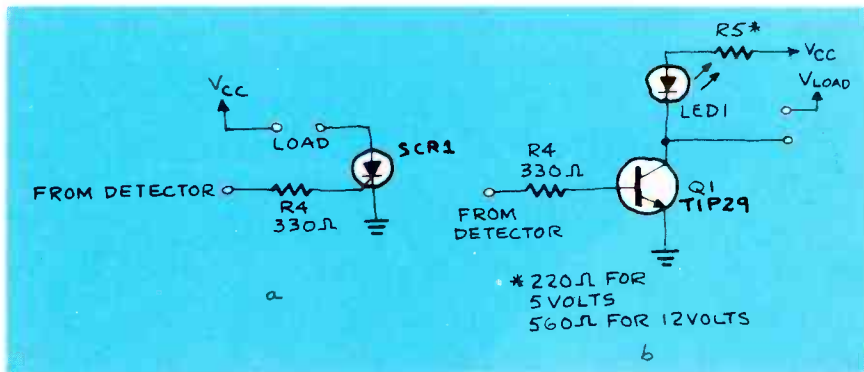 VCC
LOAD
SCR1
FROM DETECTOR
R4
330Ω
a
R5*
VCC
VLOAD
LED1
R4
330Ω
FROM
DETECTOR
Q1
TIP29
* 220Ω FOR
5 VOLTS
560Ω FOR 12VOLTS
b